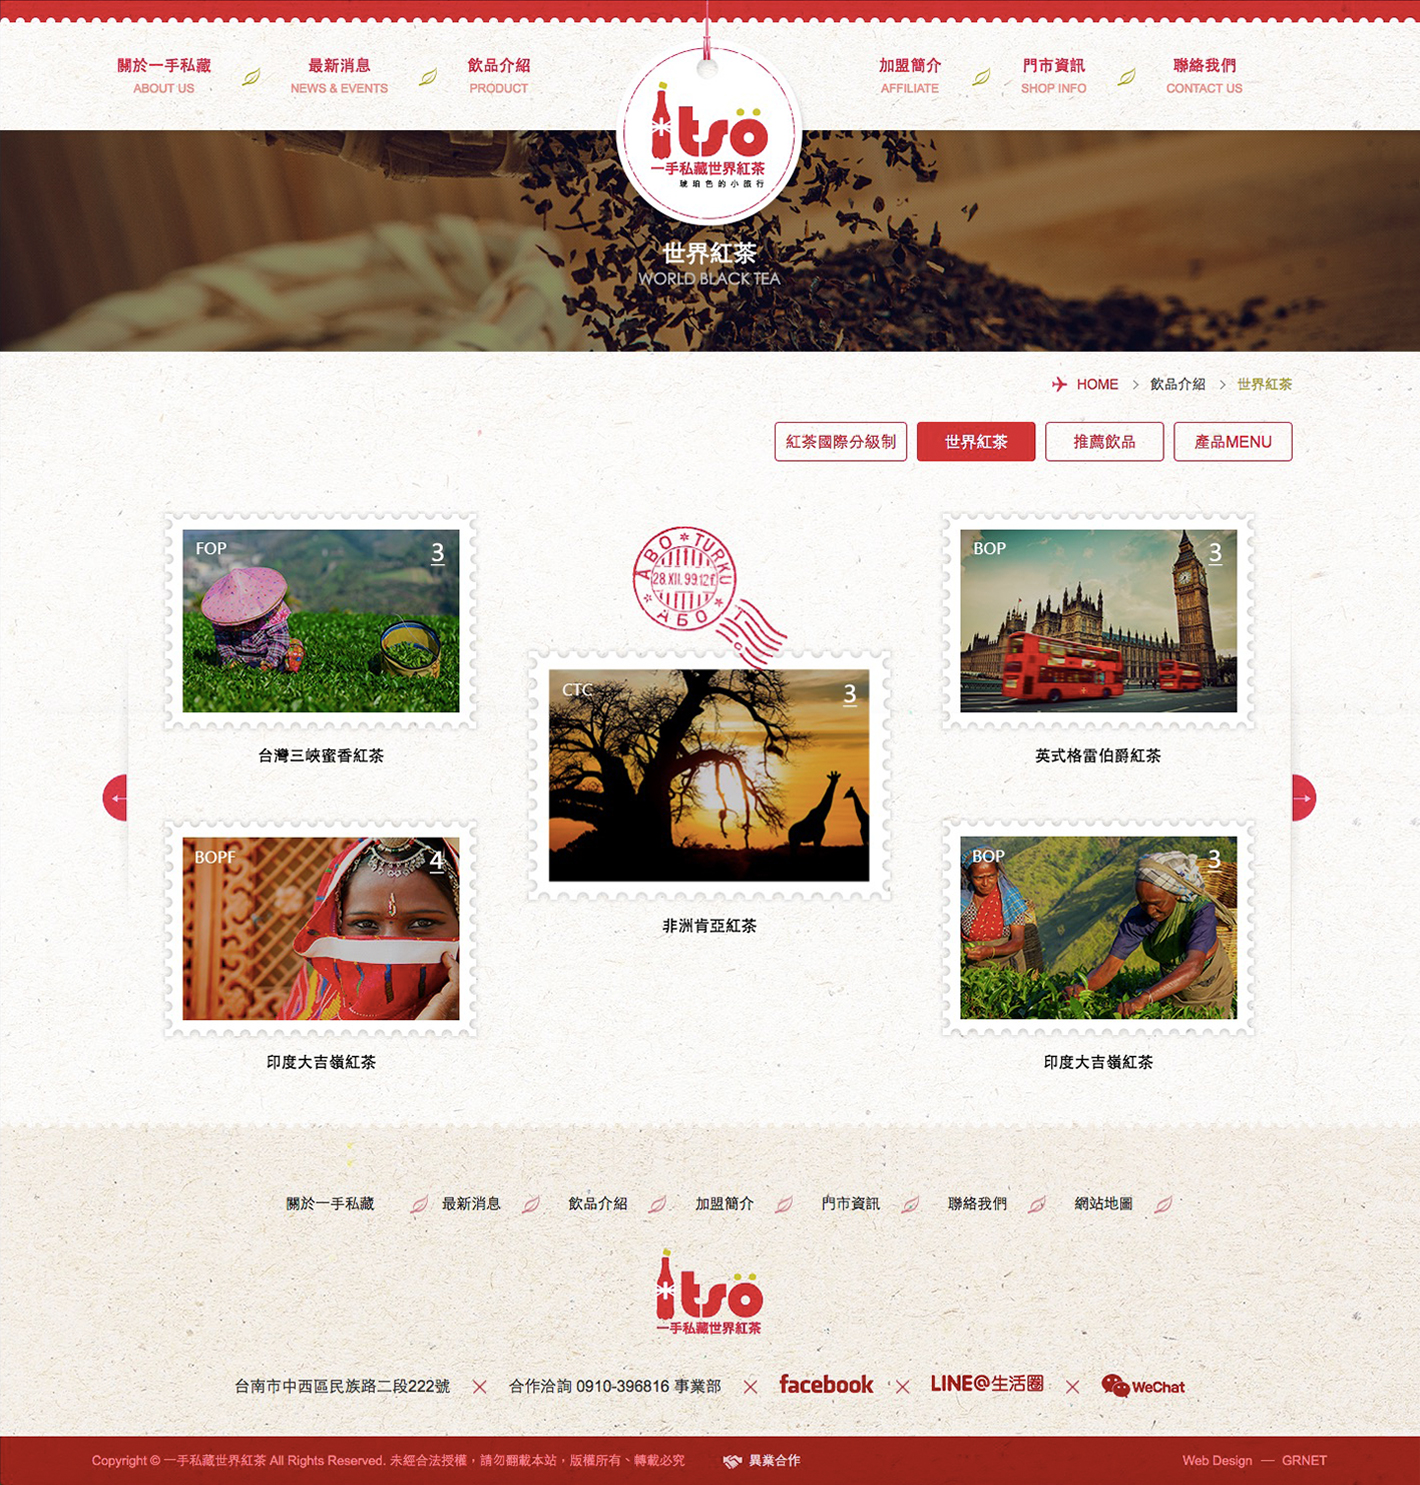 關於一手私藏
ABOUT US
最新消息
NEWS & EVENTS
飲品介紹
PRODUCT
itsö
一手私藏世界紅茶
琥珀色的小旅行
加盟簡介
AFFILIATE
門市資訊
SHOP INFO
聯絡我們
CONTACT US
世界紅茶
WORLD BLACK TEA
HOME > 飲品介紹 > 世界紅茶
紅茶國際分級制
世界紅茶
推薦飲品
產品MENU
FOP 3
台灣三峽蜜香紅茶
ABO * TURKU
28.XII.99.12
* АБО *
CTC 3
非洲肯亞紅茶
BOP 3
英式格雷伯爵紅茶
BOPF 4
印度大吉嶺紅茶
BOP 3
印度大吉嶺紅茶
關於一手私藏 最新消息 飲品介紹 加盟簡介 門市資訊 聯絡我們 網站地圖
itsö
一手私藏世界紅茶
台南市中西區民族路二段222號 × 合作洽詢 0910-396816 事業部 × facebook × LINE@生活圈 × WeChat
Copyright © 一手私藏世界紅茶 All Rights Reserved. 未經合法授權，請勿翻載本站，版權所有、轉載必究 異業合作 Web Design — GRNET